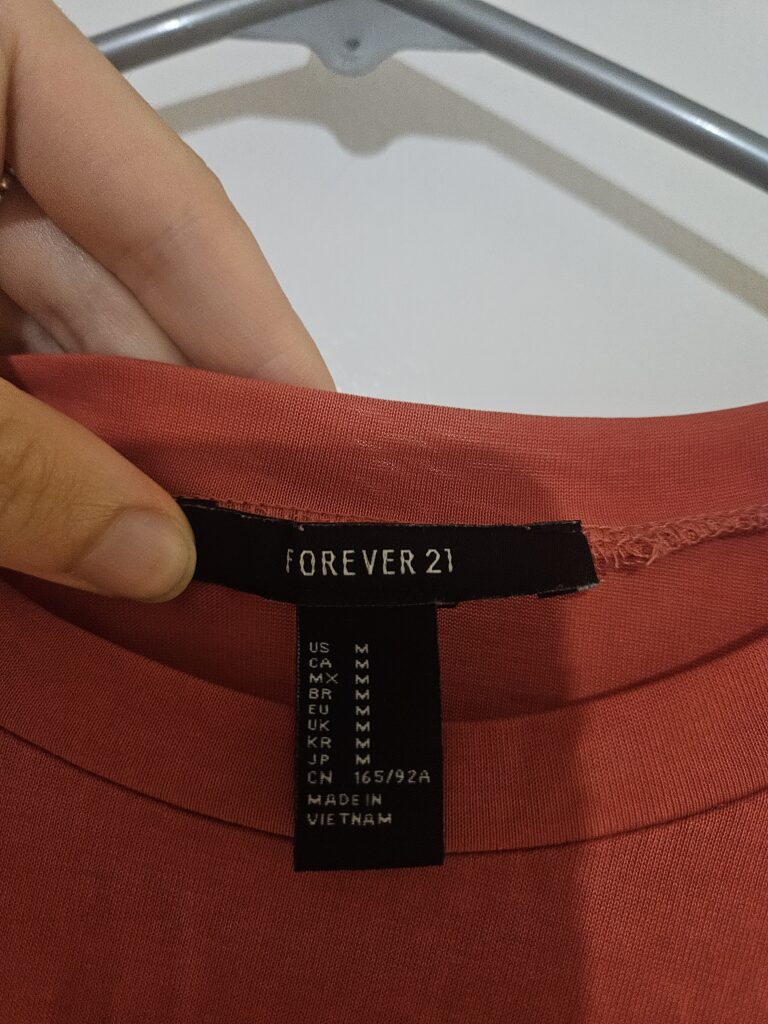 FOREVER 21
US M
CA M
MX M
BR M
EU M
UK M
KR M
JP M
CN 165/92A
MADE IN
VIETNAM